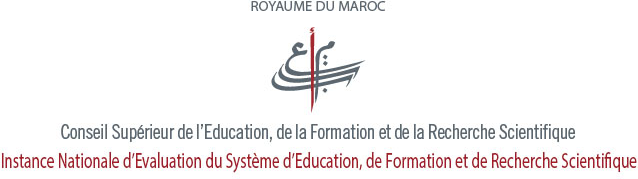 ROYAUME DU MAROC
Conseil Supérieur de l'Education, de la Formation et de la Recherche Scientifique
Instance Nationale d'Evaluation du Système d'Education, de Formation et de Recherche Scientifique